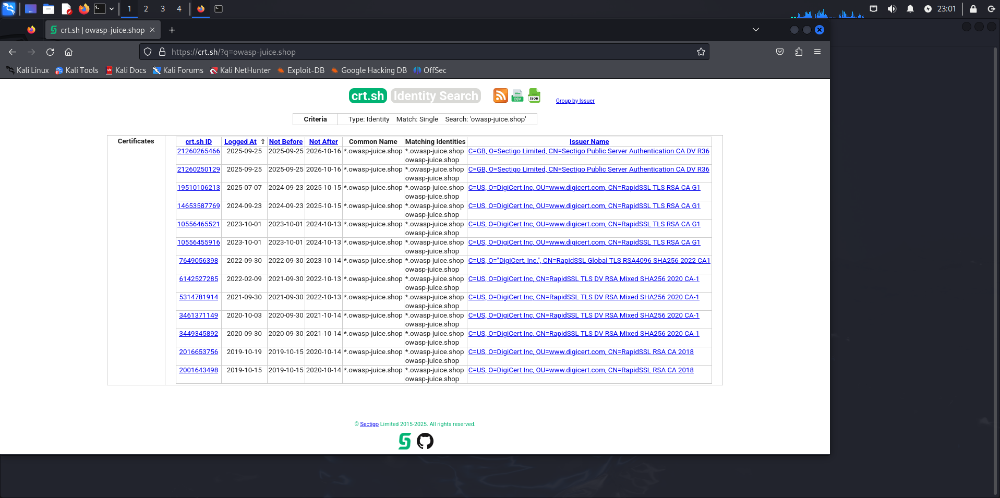 1 2 3 4 23:01
crt.sh | owasp-juice.shop
https://crt.sh/?q=owasp-juice.shop
Kali Linux Kali Tools Kali Docs Kali Forums Kali NetHunter Exploit-DB Google Hacking DB OffSec
crt.sh Identity Search CSV JSON Group by Issuer
Criteria Type: Identity Match: Single Search: 'owasp-juice.shop'
Certificates crt.sh ID Logged At ⇧ Not Before Not After Common Name Matching Identities Issuer Name
21260265466 2025-09-25 2025-09-25 2026-10-16 *.owasp-juice.shop *.owasp-juice.shop C=GB, O=Sectigo Limited, CN=Sectigo Public Server Authentication CA DV R36
owasp-juice.shop
21260250129 2025-09-25 2025-09-25 2026-10-16 *.owasp-juice.shop *.owasp-juice.shop C=GB, O=Sectigo Limited, CN=Sectigo Public Server Authentication CA DV R36
owasp-juice.shop
19510106213 2025-07-07 2024-09-23 2025-10-15 *.owasp-juice.shop *.owasp-juice.shop C=US, O=DigiCert Inc, OU=www.digicert.com, CN=RapidSSL TLS RSA CA G1
owasp-juice.shop
14653587769 2024-09-23 2024-09-23 2025-10-15 *.owasp-juice.shop *.owasp-juice.shop C=US, O=DigiCert Inc, OU=www.digicert.com, CN=RapidSSL TLS RSA CA G1
owasp-juice.shop
10556465521 2023-10-01 2023-10-01 2024-10-13 *.owasp-juice.shop *.owasp-juice.shop C=US, O=DigiCert Inc, OU=www.digicert.com, CN=RapidSSL TLS RSA CA G1
owasp-juice.shop
10556455916 2023-10-01 2023-10-01 2024-10-13 *.owasp-juice.shop *.owasp-juice.shop C=US, O=DigiCert Inc, OU=www.digicert.com, CN=RapidSSL TLS RSA CA G1
owasp-juice.shop
7649056398 2022-09-30 2022-09-30 2023-10-14 *.owasp-juice.shop *.owasp-juice.shop C=US, O="DigiCert, Inc.", CN=RapidSSL Global TLS RSA4096 SHA256 2022 CA1
owasp-juice.shop
6142527285 2022-02-09 2021-09-30 2022-10-13 *.owasp-juice.shop *.owasp-juice.shop C=US, O=DigiCert Inc, CN=RapidSSL TLS DV RSA Mixed SHA256 2020 CA-1
owasp-juice.shop
5314781914 2021-09-30 2021-09-30 2022-10-13 *.owasp-juice.shop *.owasp-juice.shop C=US, O=DigiCert Inc, CN=RapidSSL TLS DV RSA Mixed SHA256 2020 CA-1
owasp-juice.shop
3461371149 2020-10-03 2020-09-30 2021-10-14 *.owasp-juice.shop *.owasp-juice.shop C=US, O=DigiCert Inc, CN=RapidSSL TLS DV RSA Mixed SHA256 2020 CA-1
owasp-juice.shop
3449345892 2020-09-30 2020-09-30 2021-10-14 *.owasp-juice.shop *.owasp-juice.shop C=US, O=DigiCert Inc, CN=RapidSSL TLS DV RSA Mixed SHA256 2020 CA-1
owasp-juice.shop
2016653756 2019-10-19 2019-10-15 2020-10-14 *.owasp-juice.shop *.owasp-juice.shop C=US, O=DigiCert Inc, OU=www.digicert.com, CN=RapidSSL RSA CA 2018
owasp-juice.shop
2001643498 2019-10-15 2019-10-15 2020-10-14 *.owasp-juice.shop *.owasp-juice.shop C=US, O=DigiCert Inc, OU=www.digicert.com, CN=RapidSSL RSA CA 2018
owasp-juice.shop
© Sectigo Limited 2015-2025. All rights reserved.